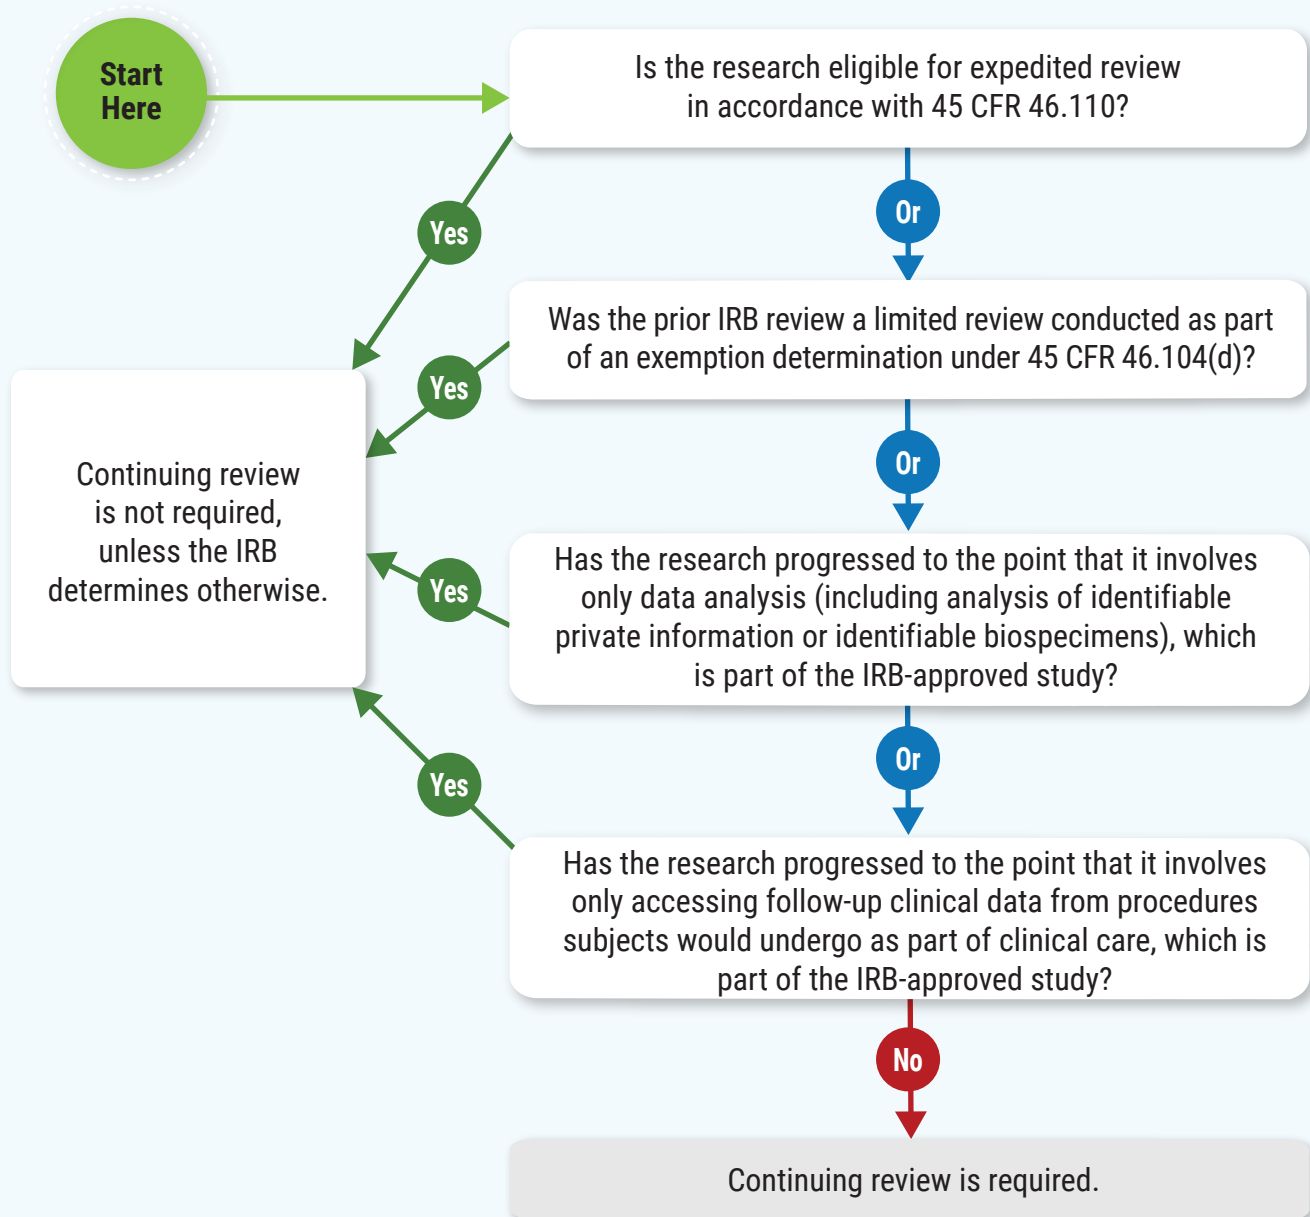 Start
Here
Is the research eligible for expedited review
in accordance with 45 CFR 46.110?
Yes
Or
Was the prior IRB review a limited review conducted as part
of an exemption determination under 45 CFR 46.104(d)?
Yes
Or
Continuing review
is not required,
unless the IRB
determines otherwise.
Has the research progressed to the point that it involves
only data analysis (including analysis of identifiable
private information or identifiable biospecimens), which
is part of the IRB-approved study?
Yes
Or
Has the research progressed to the point that it involves
only accessing follow-up clinical data from procedures
subjects would undergo as part of clinical care, which is
part of the IRB-approved study?
Yes
No
Continuing review is required.